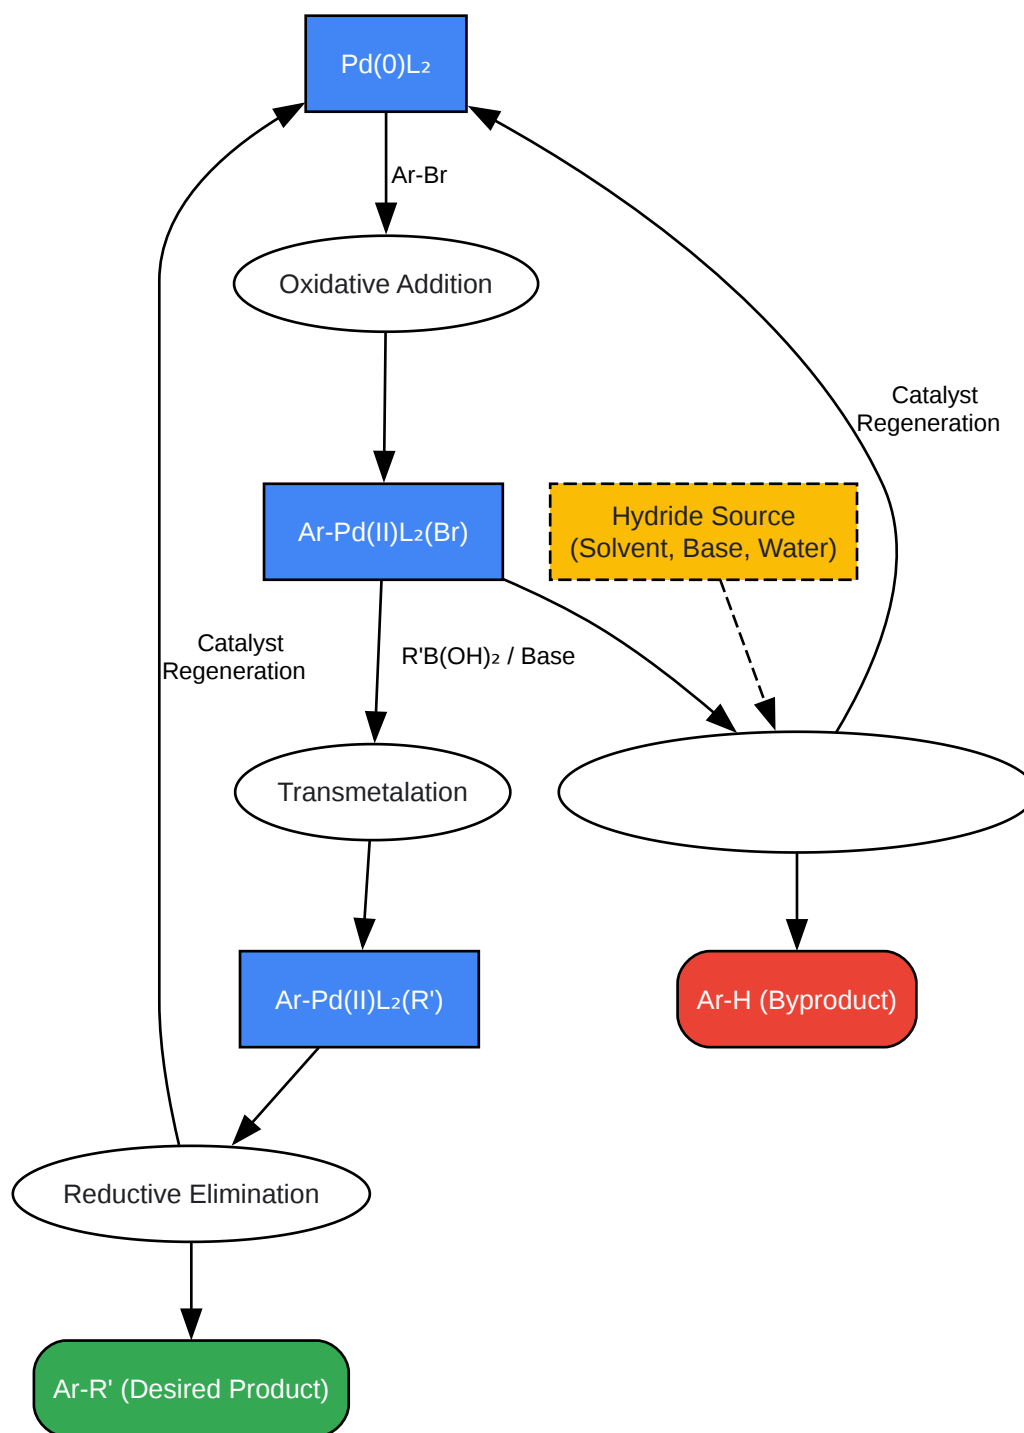 Pd(0)L₂
Ar-Br
Oxidative Addition
Catalyst
Regeneration
Ar-Pd(II)L₂(Br)
Hydride Source
(Solvent, Base, Water)
Catalyst
Regeneration
R'B(OH)₂ / Base
Transmetalation
Ar-Pd(II)L₂(R')
Ar-H (Byproduct)
Reductive Elimination
Ar-R' (Desired Product)